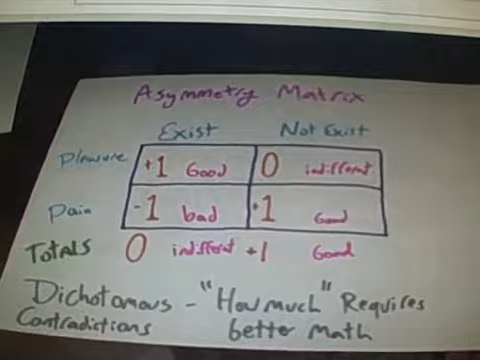 Asymmetry Matrix
Exist Not Exist
Pleasure +1 Good 0 indifferent
Pain -1 bad +1 Good
Totals 0 indifferent +1 Good
Dichotomous - "How much" Requires
Contradictions better Math